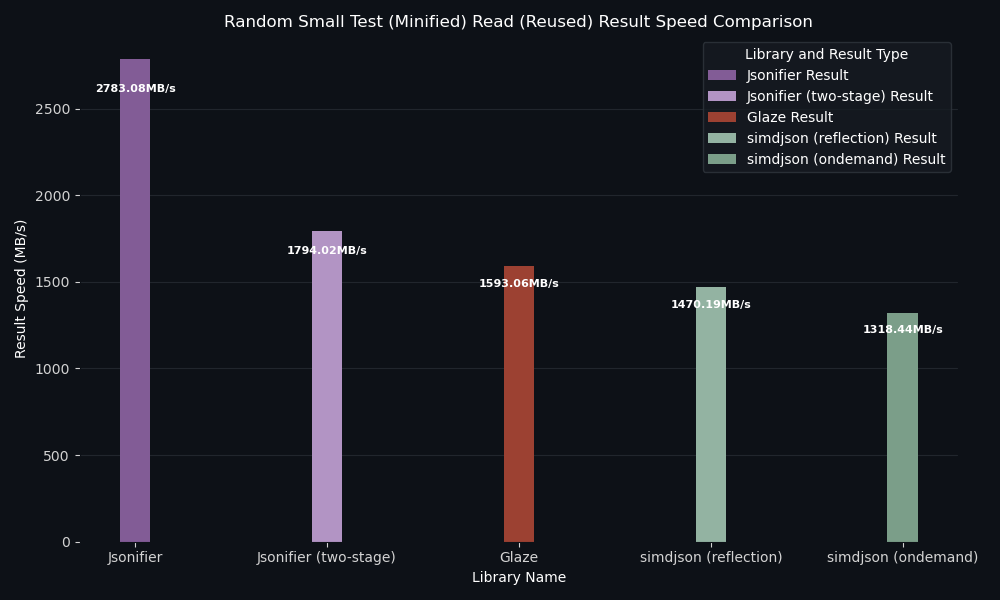 Random Small Test (Minified) Read (Reused) Result Speed Comparison
Library and Result Type
Jsonifier Result
Jsonifier (two-stage) Result
Glaze Result
simdjson (reflection) Result
simdjson (ondemand) Result
2783.08MB/s
1794.02MB/s
1593.06MB/s
1470.19MB/s
1318.44MB/s
Result Speed (MB/s)
2500
2000
1500
1000
500
0
Jsonifier
Jsonifier (two-stage)
Glaze
simdjson (reflection)
simdjson (ondemand)
Library Name